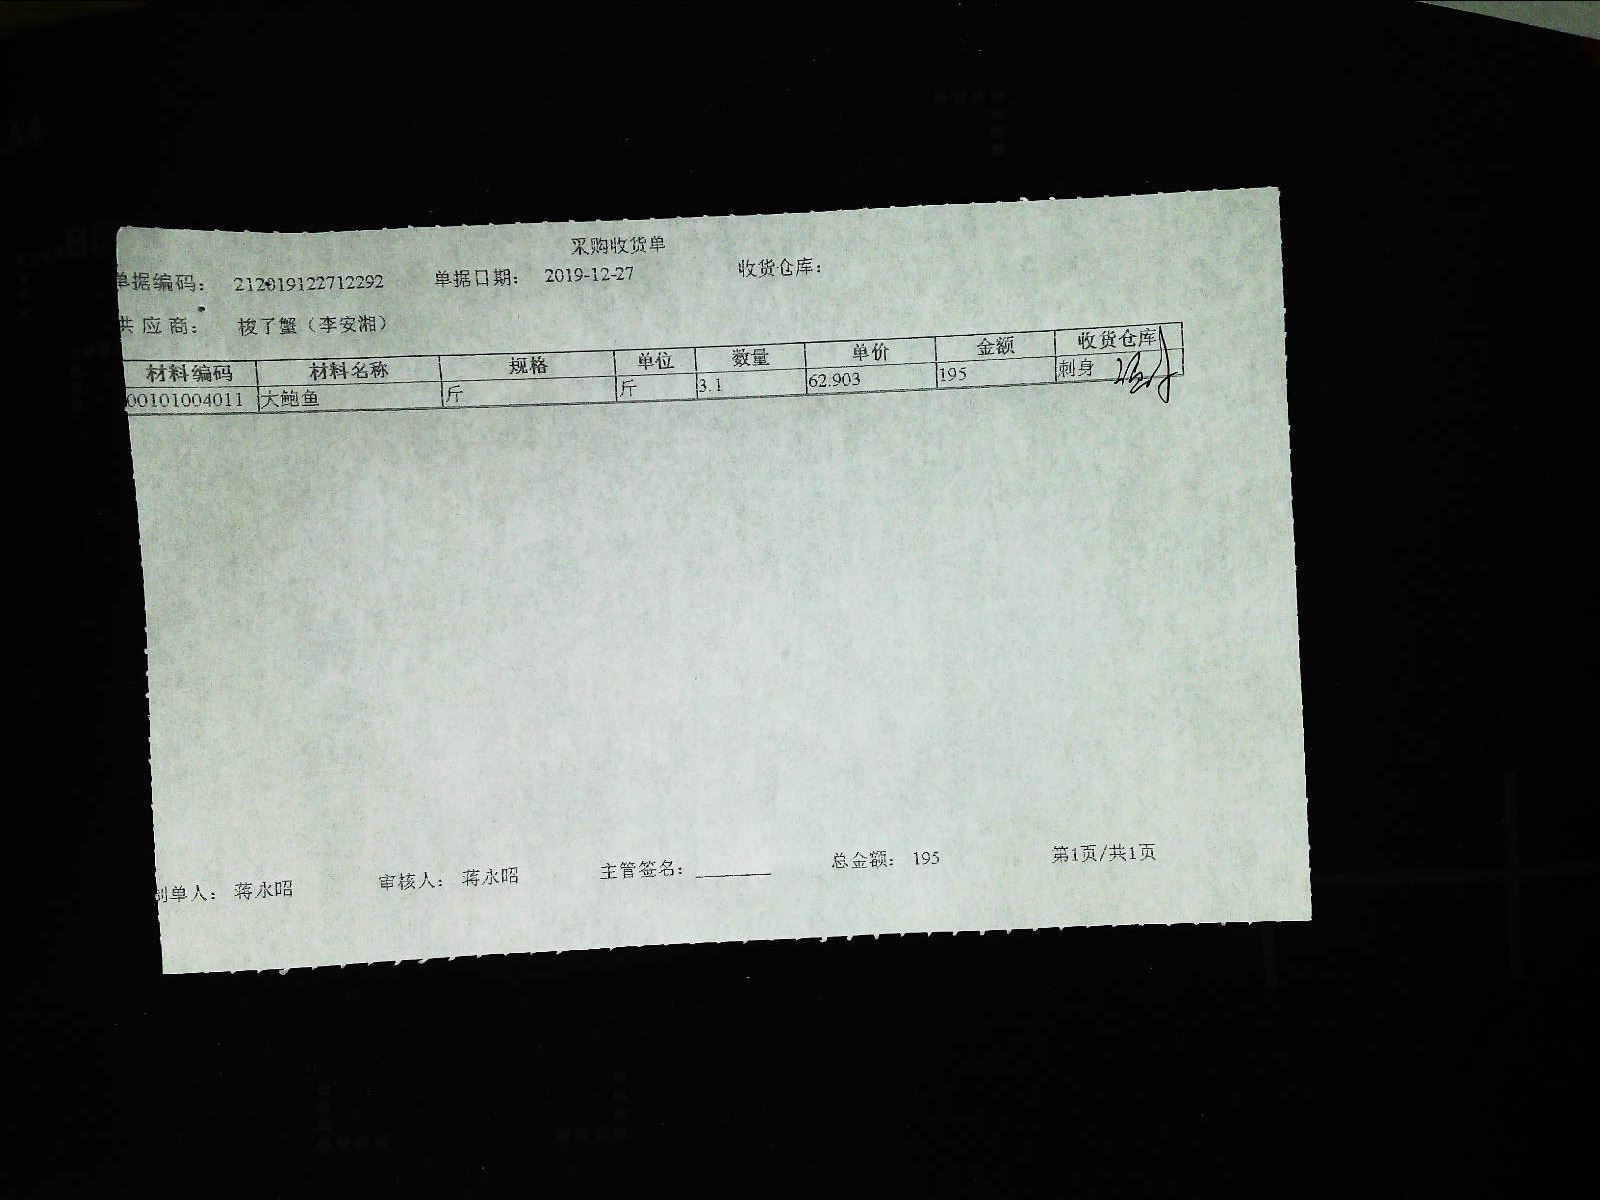 采购收货单
单据编码： 212019122712292 单据日期： 2019-12-27 收货仓库：
供应商： 梭了蟹（李安湘）
材料编码 材料名称 规格 单位 数量 单价 金额 收货仓库
00101004011 大鲍鱼 斤 斤 3.1 62.903 195 刺身
制单人： 蒋永昭 审核人： 蒋永昭 主管签名：________ 总金额： 195 第1页/共1页